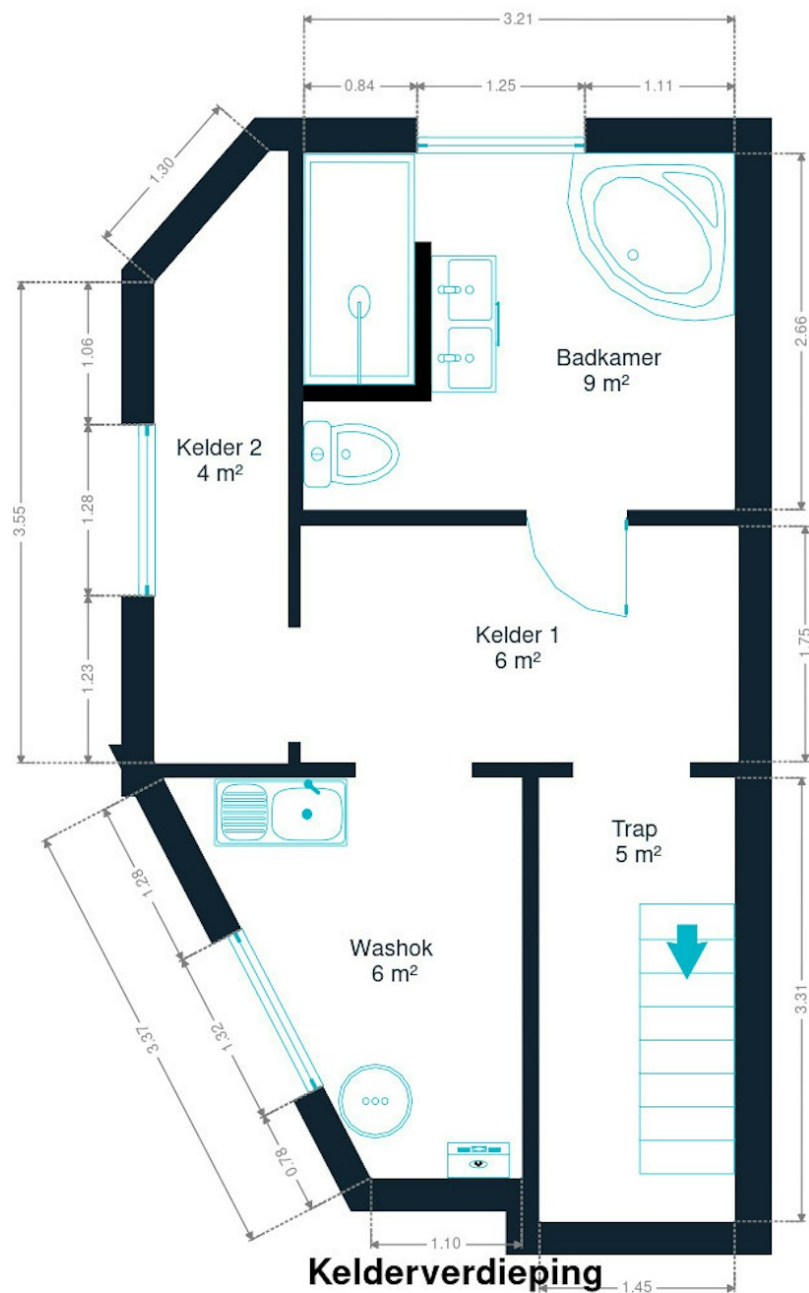 3.21
0.84
1.25
1.11
1.30
1.06
2.66
Badkamer
9 m²
Kelder 2
4 m²
1.28
3.55
1.23
Kelder 1
6 m²
1.75
Trap
5 m²
1.28
Washok
6 m²
1.32
3.37
3.31
0.78
1.10
Kelderverdieping
1.45